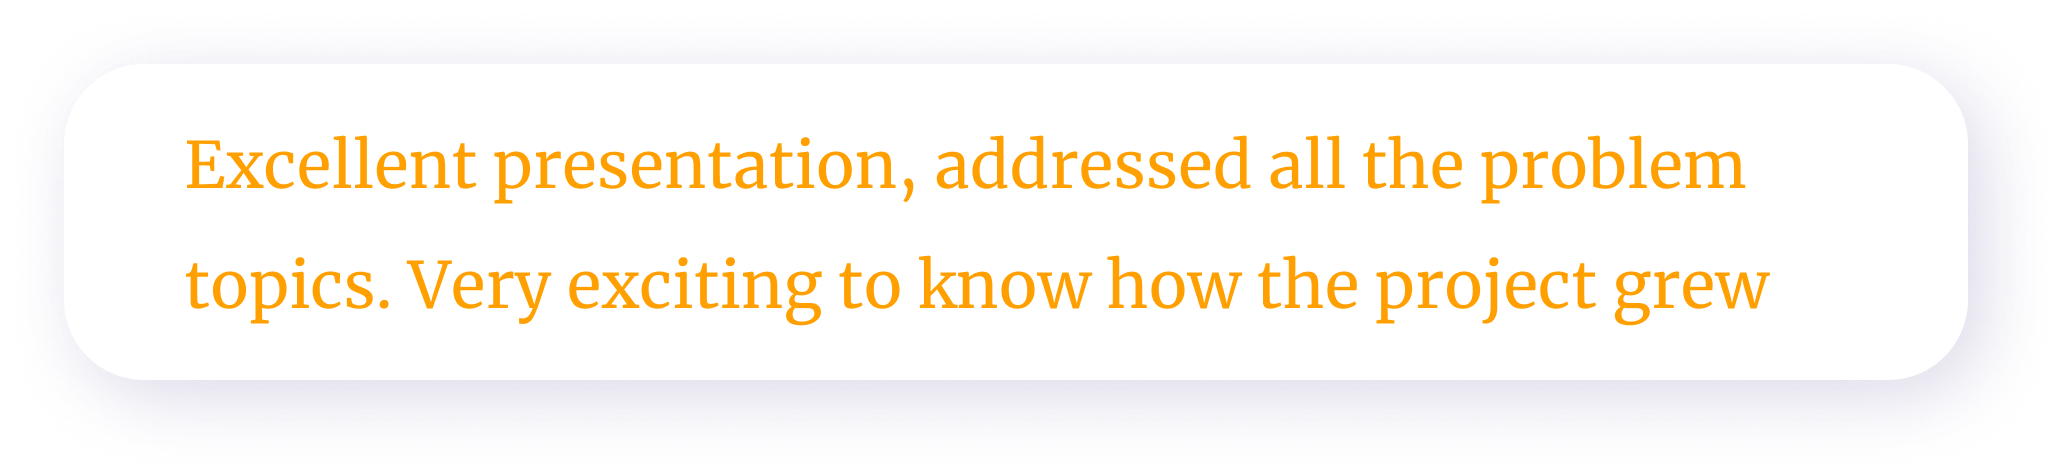 Excellent presentation, addressed all the problem
topics. Very exciting to know how the project grew